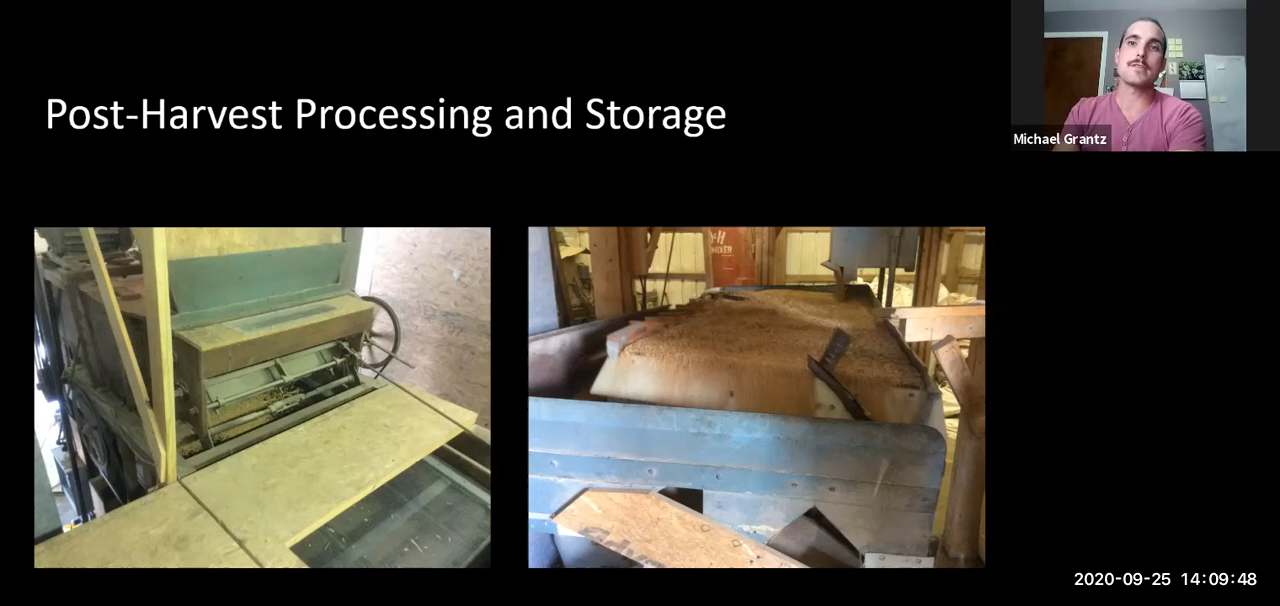 Post-Harvest Processing and Storage
Michael Grantz
2020-09-25 14:09:48